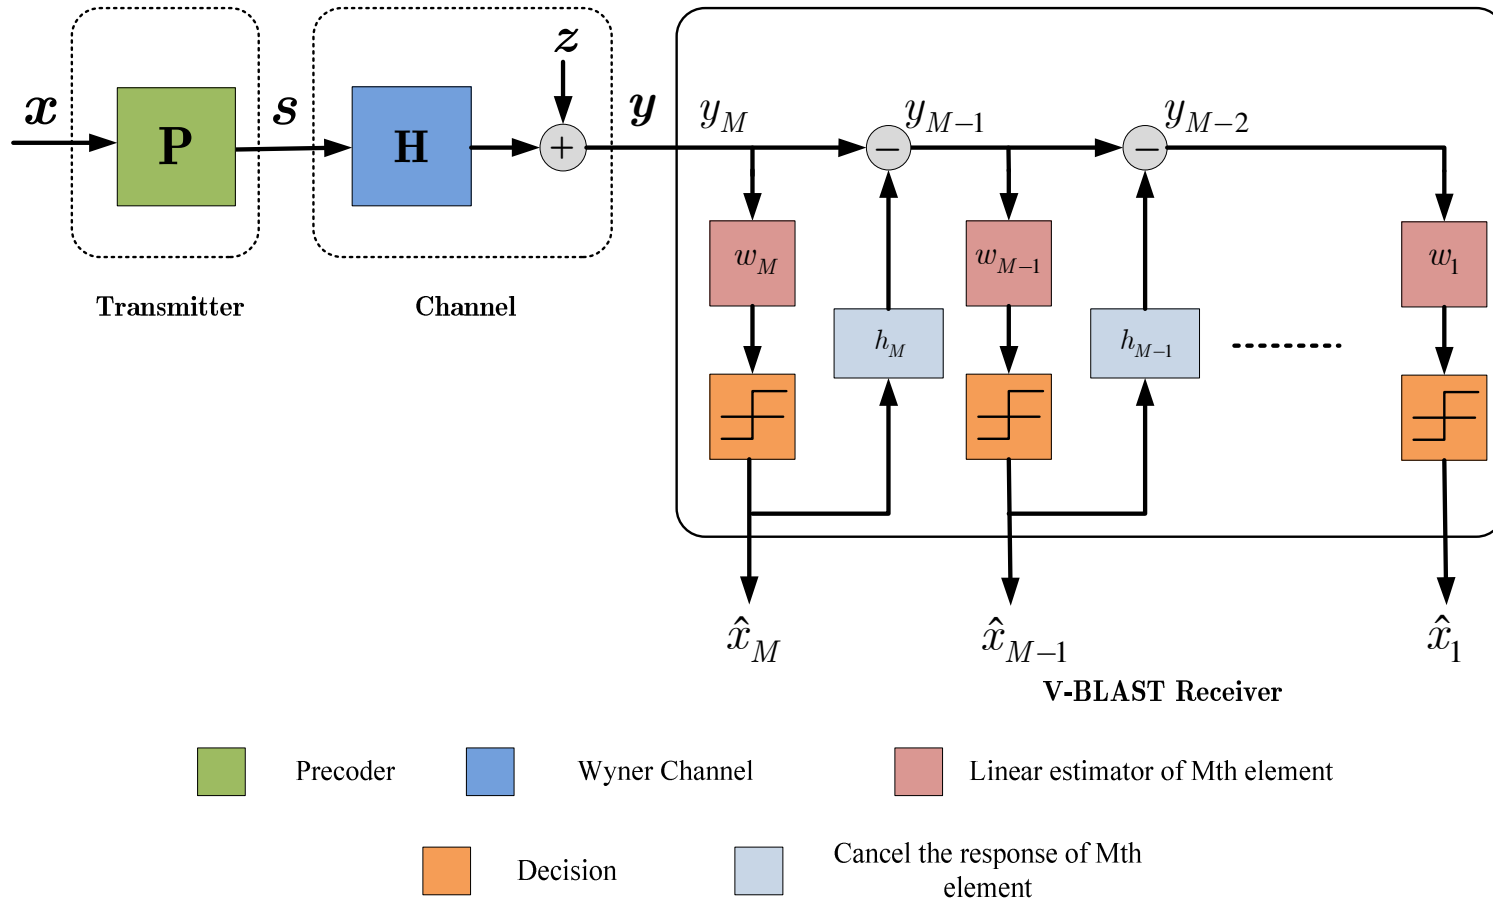 x
P
s
H
z
+
y
y_M
−
y_{M−1}
−
y_{M−2}
w_M
w_{M−1}
w_1
h_M
h_{M−1}
Transmitter
Channel
x̂_M
x̂_{M−1}
x̂_1
V-BLAST Receiver
Precoder
Wyner Channel
Linear estimator of Mth element
Decision
Cancel the response of Mth
element